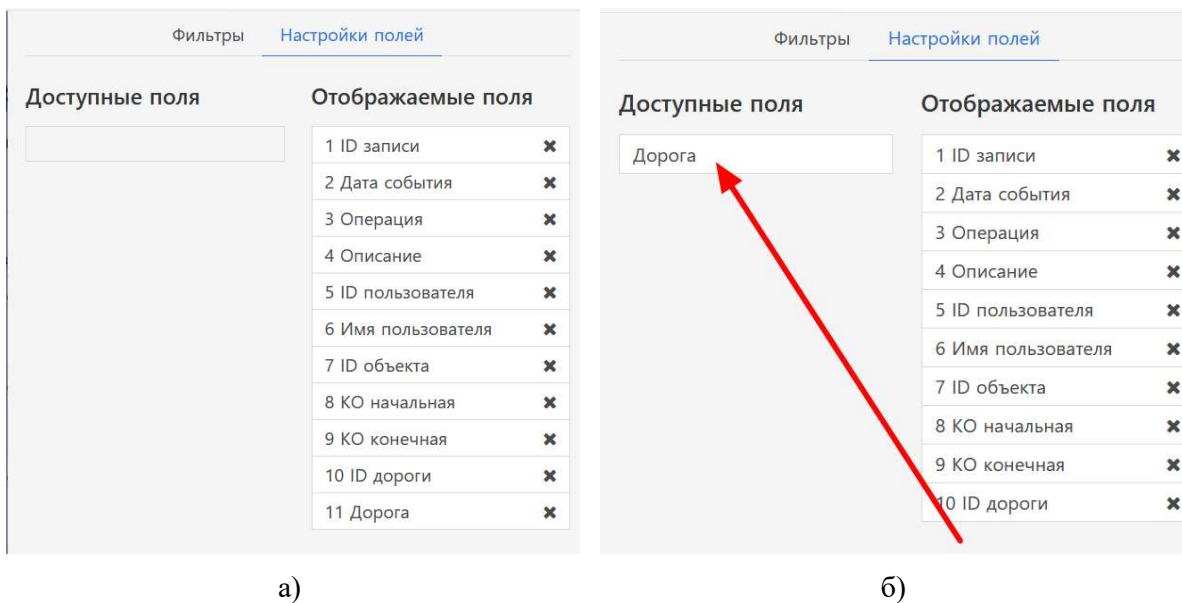 Фильтры Настройки полей
Доступные поля Отображаемые поля
1 ID записи ✖
2 Дата события ✖
3 Операция ✖
4 Описание ✖
5 ID пользователя ✖
6 Имя пользователя ✖
7 ID объекта ✖
8 КО начальная ✖
9 КО конечная ✖
10 ID дороги ✖
11 Дорога ✖
а)
Фильтры Настройки полей
Доступные поля Отображаемые поля
Дорога
1 ID записи ✖
2 Дата события ✖
3 Операция ✖
4 Описание ✖
5 ID пользователя ✖
6 Имя пользователя ✖
7 ID объекта ✖
8 КО начальная ✖
9 КО конечная ✖
10 ID дороги ✖
б)